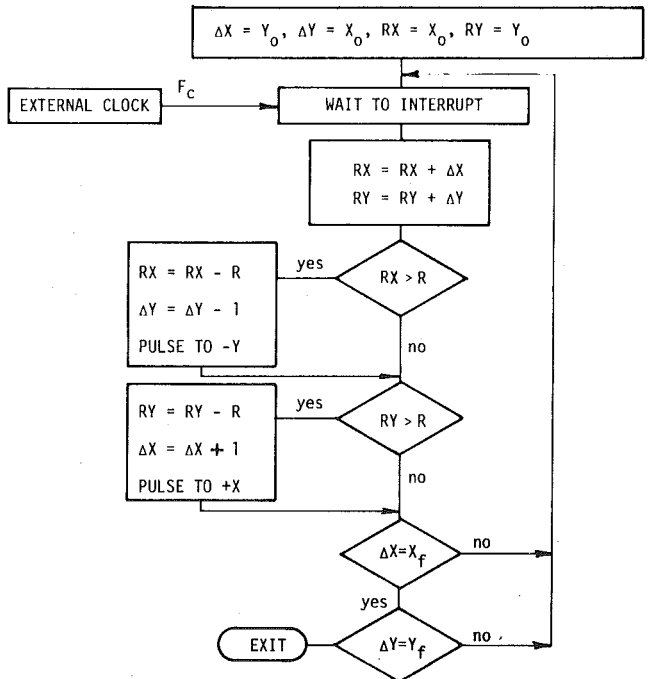 ΔX = Y₀, ΔY = X₀, RX = X₀, RY = Y₀
EXTERNAL CLOCK
F_C
WAIT TO INTERRUPT
RX = RX + ΔX
RY = RY + ΔY
RX > R
yes
RX = RX - R
ΔY = ΔY - 1
PULSE TO -Y
no
RY > R
yes
RY = RY - R
ΔX = ΔX + 1
PULSE TO +X
no
ΔX=X_f
no
yes
ΔY=Y_f
no
EXIT